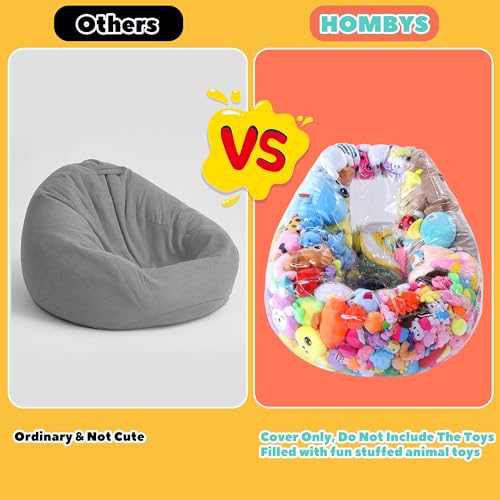 Others
HOMBYS
VS
Ordinary & Not Cute
Cover Only, Do Not Include The Toys
Filled with fun stuffed animal toys